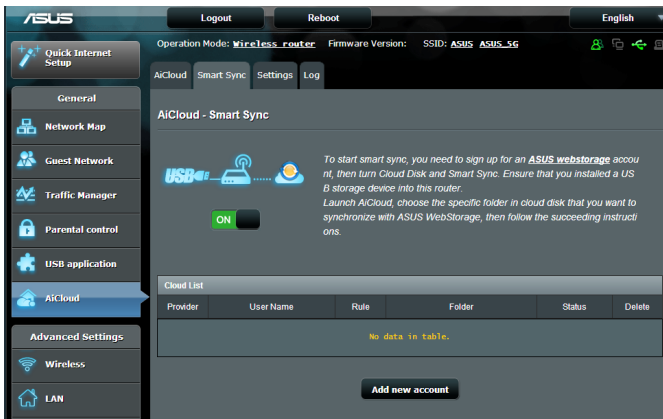 ASUS
Logout
Reboot
English
Quick Internet
Setup
Operation Mode: Wireless router Firmware Version: SSID: ASUS ASUS_5G
AiCloud
Smart Sync
Settings
Log
General
Network Map
Guest Network
Traffic Manager
Parental control
USB application
AiCloud
Advanced Settings
Wireless
LAN
AiCloud - Smart Sync
USB
ON
To start smart sync, you need to sign up for an ASUS webstorage accou
nt, then turn Cloud Disk and Smart Sync. Ensure that you installed a US
B storage device into this router.
Launch AiCloud, choose the specific folder in cloud disk that you want to
synchronize with ASUS WebStorage, then follow the succeeding instructi
ons.
Cloud List
Provider User Name Rule Folder Status Delete
No data in table.
Add new account